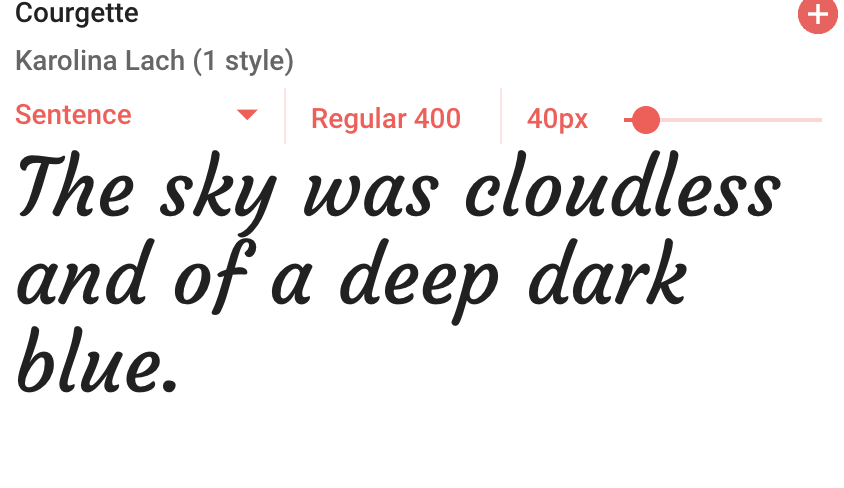 Courgette
Karolina Lach (1 style)
Sentence
Regular 400
40px
The sky was cloudless
and of a deep dark
blue.